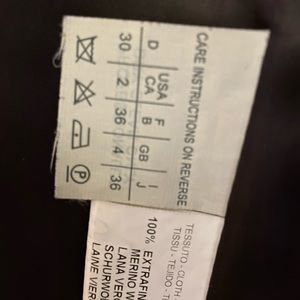 CARE INSTRUCTIONS ON REVERSE
D USA F GB I
CA B J
30 2 36 4 36
P
TESSUTO - CLOTH -
TISSU - TEJIDO - T
100% EXTRAFIN
MERINO W
LANA VER
SCHURWO
LAINE VIER